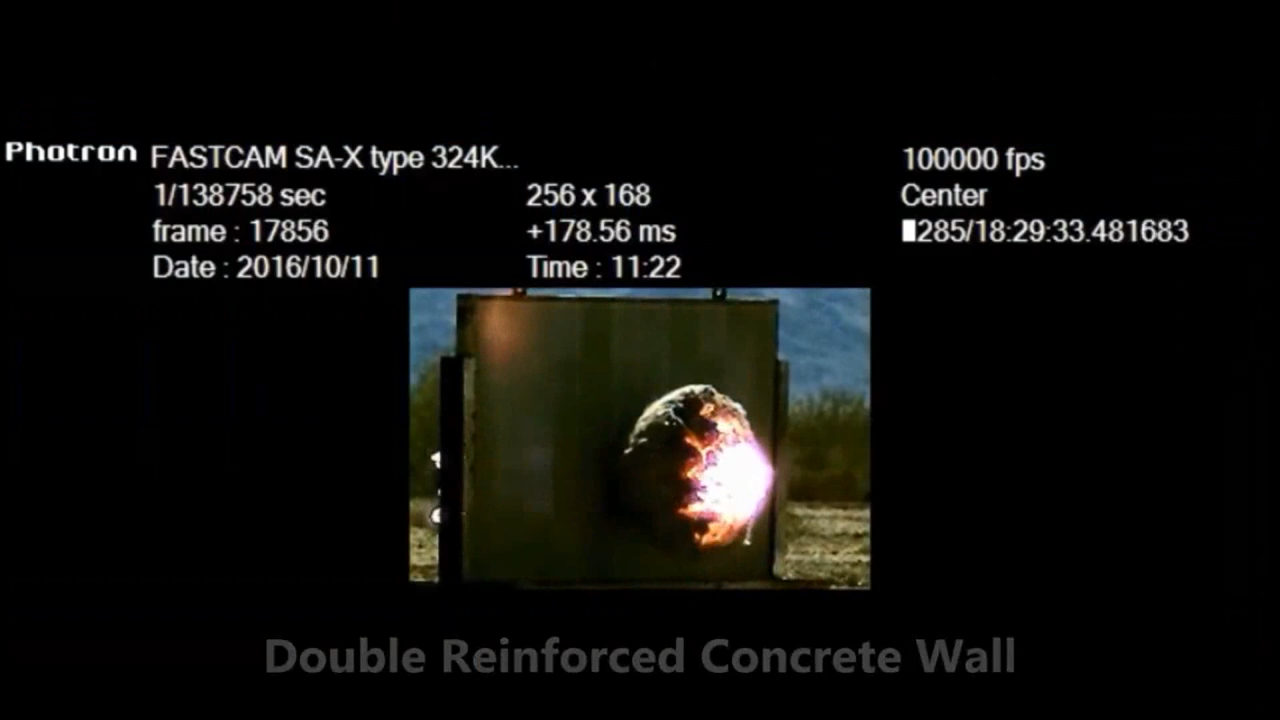 Photron FASTCAM SA-X type 324K... 100000 fps
1/138758 sec 256 x 168 Center
frame : 17856 +178.56 ms 285/18:29:33.481683
Date : 2016/10/11 Time : 11:22
Double Reinforced Concrete Wall